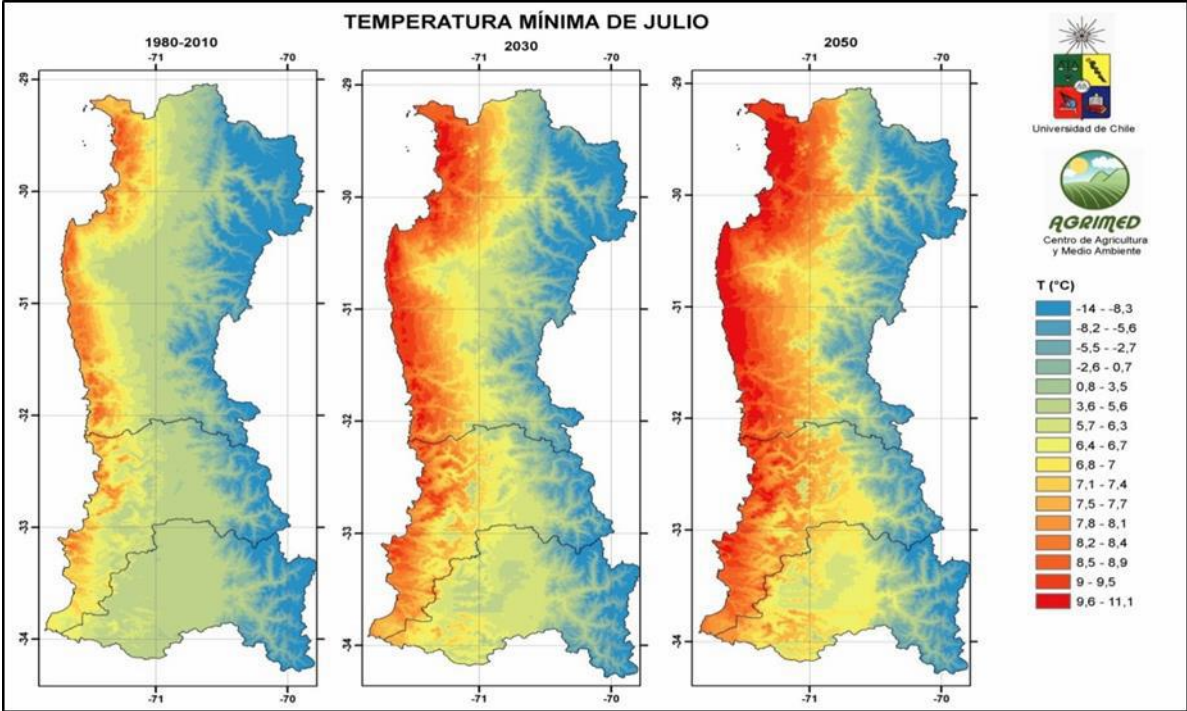 TEMPERATURA MÍNIMA DE JULIO
1980-2010
2030
2050
-71
-70
-71
-70
-71
-70
-29
-30
-31
-32
-33
-34
-29
-30
-31
-32
-33
-34
-29
-30
-31
-32
-33
-34
-71
-70
-71
-70
-71
-70
Universidad de Chile
AGRIMED
Centro de Agricultura
y Medio Ambiente
T (°C)
-14 - -8,3
-8,2 - -5,6
-5,5 - -2,7
-2,6 - 0,7
0,8 - 3,5
3,6 - 5,6
5,7 - 6,3
6,4 - 6,7
6,8 - 7
7,1 - 7,4
7,5 - 7,7
7,8 - 8,1
8,2 - 8,4
8,5 - 8,9
9 - 9,5
9,6 - 11,1